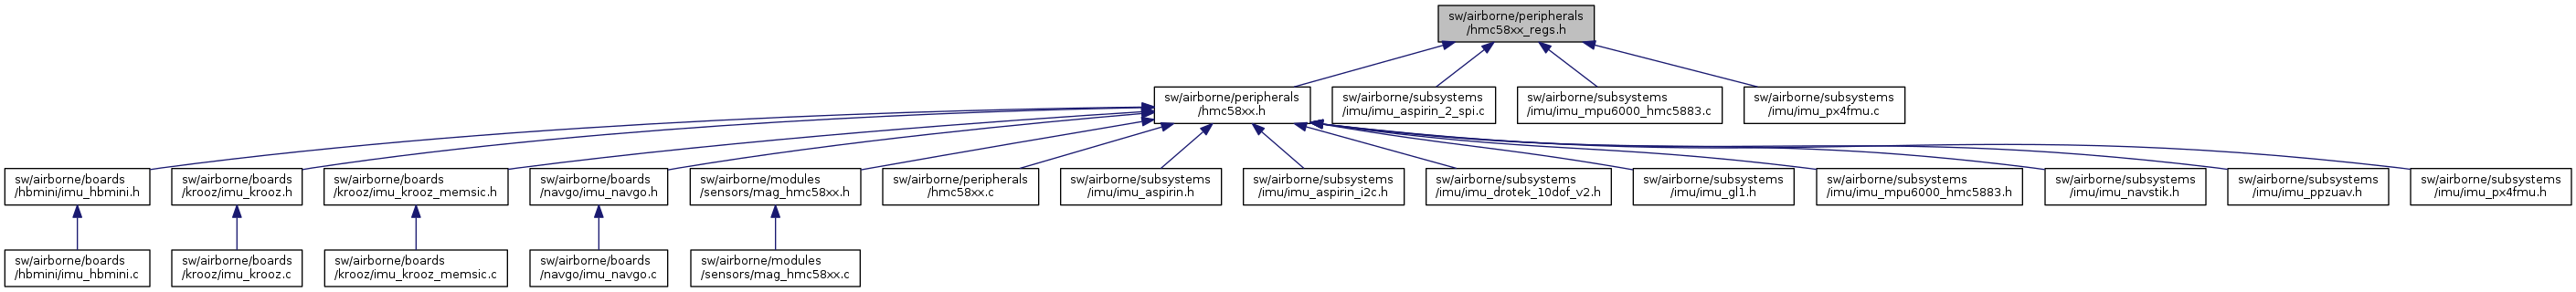 sw/airborne/peripherals
/hmc58xx_regs.h
sw/airborne/peripherals
/hmc58xx.h
sw/airborne/subsystems
/imu/imu_aspirin_2_spi.c
sw/airborne/subsystems
/imu/imu_mpu6000_hmc5883.c
sw/airborne/subsystems
/imu/imu_px4fmu.c
sw/airborne/boards
/hbmini/imu_hbmini.h
sw/airborne/boards
/krooz/imu_krooz.h
sw/airborne/boards
/krooz/imu_krooz_memsic.h
sw/airborne/boards
/navgo/imu_navgo.h
sw/airborne/modules
/sensors/mag_hmc58xx.h
sw/airborne/peripherals
/hmc58xx.c
sw/airborne/subsystems
/imu/imu_aspirin.h
sw/airborne/subsystems
/imu/imu_aspirin_i2c.h
sw/airborne/subsystems
/imu/imu_drotek_10dof_v2.h
sw/airborne/subsystems
/imu/imu_gl1.h
sw/airborne/subsystems
/imu/imu_mpu6000_hmc5883.h
sw/airborne/subsystems
/imu/imu_navstik.h
sw/airborne/subsystems
/imu/imu_ppzuav.h
sw/airborne/subsystems
/imu/imu_px4fmu.h
sw/airborne/boards
/hbmini/imu_hbmini.c
sw/airborne/boards
/krooz/imu_krooz.c
sw/airborne/boards
/krooz/imu_krooz_memsic.c
sw/airborne/boards
/navgo/imu_navgo.c
sw/airborne/modules
/sensors/mag_hmc58xx.c